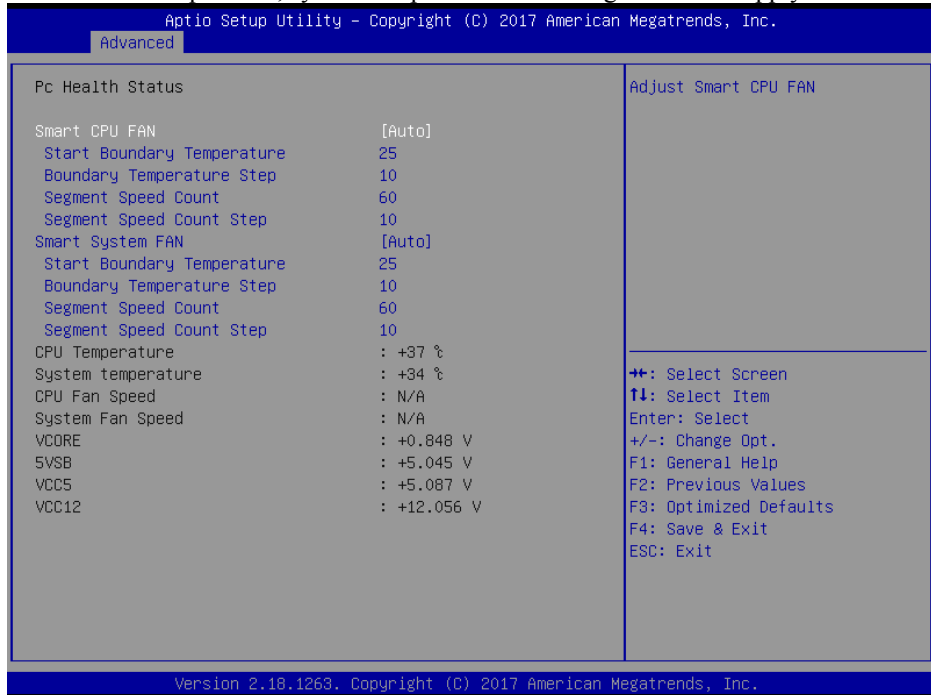 Aptio Setup Utility – Copyright (C) 2017 American Megatrends, Inc.
Advanced
Pc Health Status
Smart CPU FAN [Auto]
Start Boundary Temperature 25
Boundary Temperature Step 10
Segment Speed Count 60
Segment Speed Count Step 10
Smart System FAN [Auto]
Start Boundary Temperature 25
Boundary Temperature Step 10
Segment Speed Count 60
Segment Speed Count Step 10
CPU Temperature : +37 ℃
System temperature : +34 ℃
CPU Fan Speed : N/A
System Fan Speed : N/A
VCORE : +0.848 V
5VSB : +5.045 V
VCC5 : +5.087 V
VCC12 : +12.056 V
Adjust Smart CPU FAN
→←: Select Screen
↑↓: Select Item
Enter: Select
+/-: Change Opt.
F1: General Help
F2: Previous Values
F3: Optimized Defaults
F4: Save & Exit
ESC: Exit
Version 2.18.1263. Copyright (C) 2017 American Megatrends, Inc.